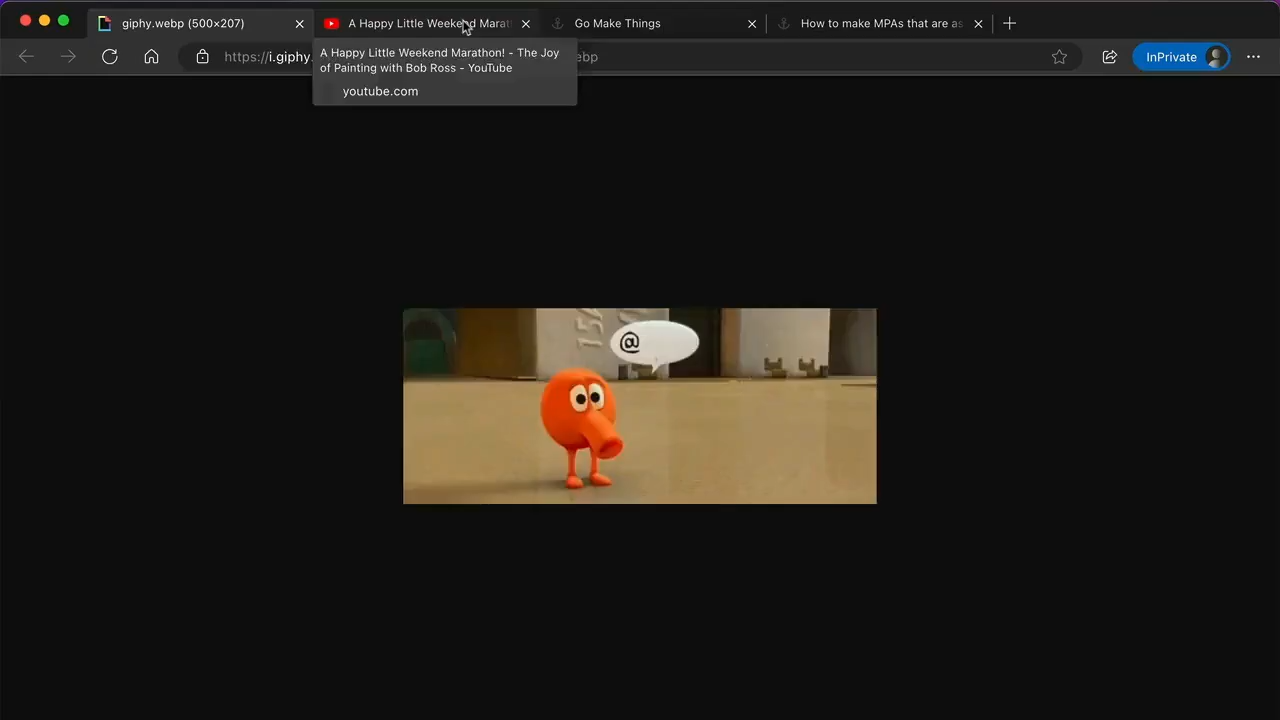 giphy.webp (500×207)
A Happy Little Weekend Marat
Go Make Things
How to make MPAs that are as
https://i.giphy.
ebp
InPrivate
A Happy Little Weekend Marathon! - The Joy
of Painting with Bob Ross - YouTube
youtube.com
@